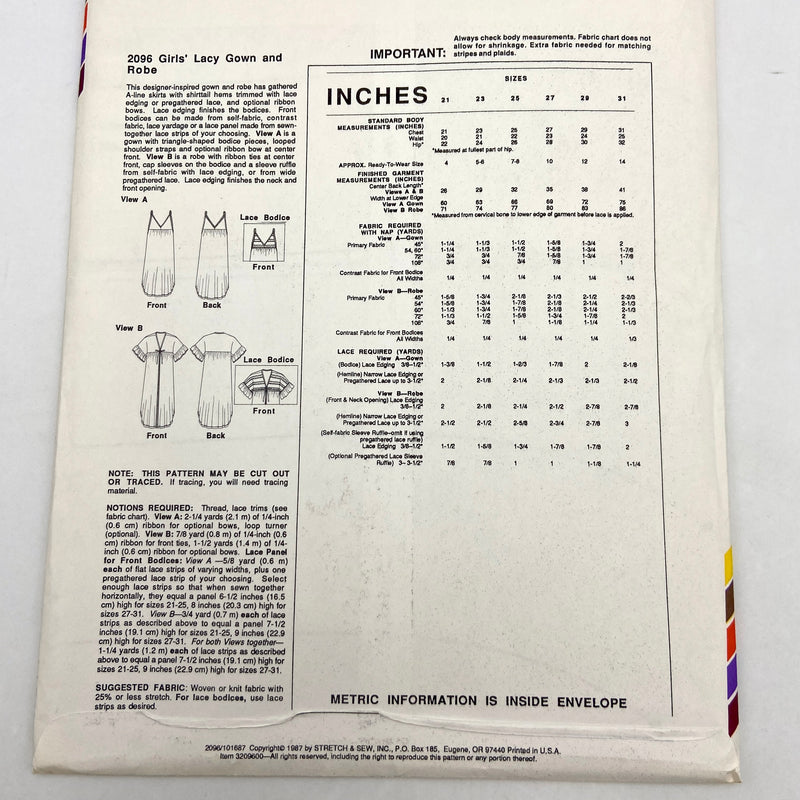 2096 Girls' Lacy Gown and
Robe
This designer-inspired gown and robe has gathered
A-line skirts with shirttail hems trimmed with lace
edging or pregathered lace, and optional ribbon
bows. Lace edging finishes the bodices. Front
bodices can be made from self-fabric, contrast
fabric, lace yardage or a lace panel made from sewn-
together lace strips of your choosing. View A is a
gown with triangle-shaped bodice pieces, looped
shoulder straps and optional ribbon bow at center
front. View B is a robe with ribbon ties at center
front, cap sleeves on the bodice and a sleeve ruffle
from self-fabric with lace edging, or from wide
pregathered lace. Lace edging finishes the neck and
front opening.
View A
Lace Bodice
Front
Front Back
View B
Lace Bodice
Front
Front Back
NOTE: THIS PATTERN MAY BE CUT OUT
OR TRACED. If tracing, you will need tracing
material.
NOTIONS REQUIRED: Thread, lace trims (see
fabric chart). View A: 2-1/4 yards (2.1 m) of 1/4-inch
(0.6 cm) ribbon for optional bows, loop turner
(optional). View B: 7/8 yard (0.8 m) of 1/4-inch (0.6
cm) ribbon for front ties, 1-1/2 yards (1.4 m) of 1/4-
inch (0.6 cm) ribbon for optional bows. Lace Panel
for Front Bodices: View A —5/8 yard (0.6 m)
each of flat lace strips of varying widths, plus one
pregathered lace strip of your choosing. Select
enough lace strips so that when sewn together
horizontally, they equal a panel 6-1/2 inches (16.5
cm) high for sizes 21-25, 8 inches (20.3 cm) high for
sizes 27-31. View B—3/4 yard (0.7 m) each of lace
strips as described above to equal a panel 7-1/2
inches (19.1 cm) high for sizes 21-25, 9 inches (22.9
cm) high for sizes 27-31. For both Views together—
1-1/4 yards (1.2 m) each of lace strips as described
above to equal a panel 7-1/2 inches (19.1 cm) high for
sizes 21-25, 9 inches (22.9 cm) high for sizes 27-31.
SUGGESTED FABRIC: Woven or knit fabric with
25% or less stretch. For lace bodices, use lace
strips as desired.
IMPORTANT: Always check body measurements. Fabric chart does not
allow for shrinkage. Extra fabric needed for matching
stripes and plaids.
SIZES
INCHES 21 23 25 27 29 31
STANDARD BODY
MEASUREMENTS (INCHES)
Chest 21 23 25 27 29 31
Waist 20 21 22 23 24 25
Hip* 22 24 26 28 30 32
*Measured at fullest part of hip.
APPROX. Ready-To-Wear Size 4 5-6 7-8 10 12 14
FINISHED GARMENT
MEASUREMENTS (INCHES)
Center Back Length*
Views A & B 26 29 32 35 38 41
Width at Lower Edge
View A Gown 60 63 66 69 72 75
View B Robe 71 74 77 80 83 86
*Measured from cervical bone to lower edge of garment before lace is applied.
FABRIC REQUIRED
WITH NAP (YARDS)
View A—Gown
Primary Fabric 45" 1-1/4 1-1/3 1-1/2 1-5/8 1-3/4 2
54, 60" 1-1/4 1-1/3 1-1/2 1-5/8 1-3/4 1-7/8
72" 3/4 3/4 7/8 1-5/8 1-3/4 1-7/8
108" 3/4 3/4 3/4 7/8 1 1
Contrast Fabric for Front Bodice
All Widths 1/4 1/4 1/4 1/4 1/4 1/4
View B—Robe
Primary Fabric 45" 1-5/8 1-3/4 2-1/8 2-1/3 2-1/2 2-2/3
54" 1-5/8 1-3/4 1-7/8 2-1/8 2-1/4 2-1/3
60" 1-1/3 1-3/4 1-7/8 2-1/8 2-1/4 2-1/3
72" 1-1/3 1-1/2 1-5/8 1-3/4 1-7/8 2
108" 3/4 7/8 1 1-1/8 1-1/4 1-1/3
Contrast Fabric for Front Bodices
All Widths 1/4 1/4 1/4 1/4 1/4 1/3
LACE REQUIRED (YARDS)
View A—Gown
(Bodice) Lace Edging 3/8-1/2" 1-3/8 1-1/2 1-2/3 1-7/8 2 2-1/8
(Hemline) Narrow Lace Edging or
Pregathered Lace up to 3-1/2" 2 2-1/8 2-1/4 2-1/3 2-1/3 2-1/2
View B—Robe
(Front & Neck Opening) Lace Edging
3/8-1/2" 2 2-1/8 2-1/4 2-1/2 2-7/8 2-7/8
(Hemline) Narrow Lace Edging or
Pregathered Lace up to 3-1/2" 2-1/2 2-1/2 2-5/8 2-3/4 2-7/8 3
(Self-fabric Sleeve Ruffle-omit if using
pregathered lace ruffle)
Lace Edging 3/8-1/2" 1-1/2 1-5/8 1-3/4 1-7/8 1-7/8 2
(Optional Pregathered Lace Sleeve
Ruffle) 3- 3-1/2" 7/8 7/8 1 1 1-1/8 1-1/4
METRIC INFORMATION IS INSIDE ENVELOPE
2096/101687 Copyright© 1987 by STRETCH & SEW, INC., P.O. Box 185, Eugene, OR 97440 Printed in U.S.A.
Item 3209600—All rights reserved, including the right to reproduce this pattern or any portion thereof.